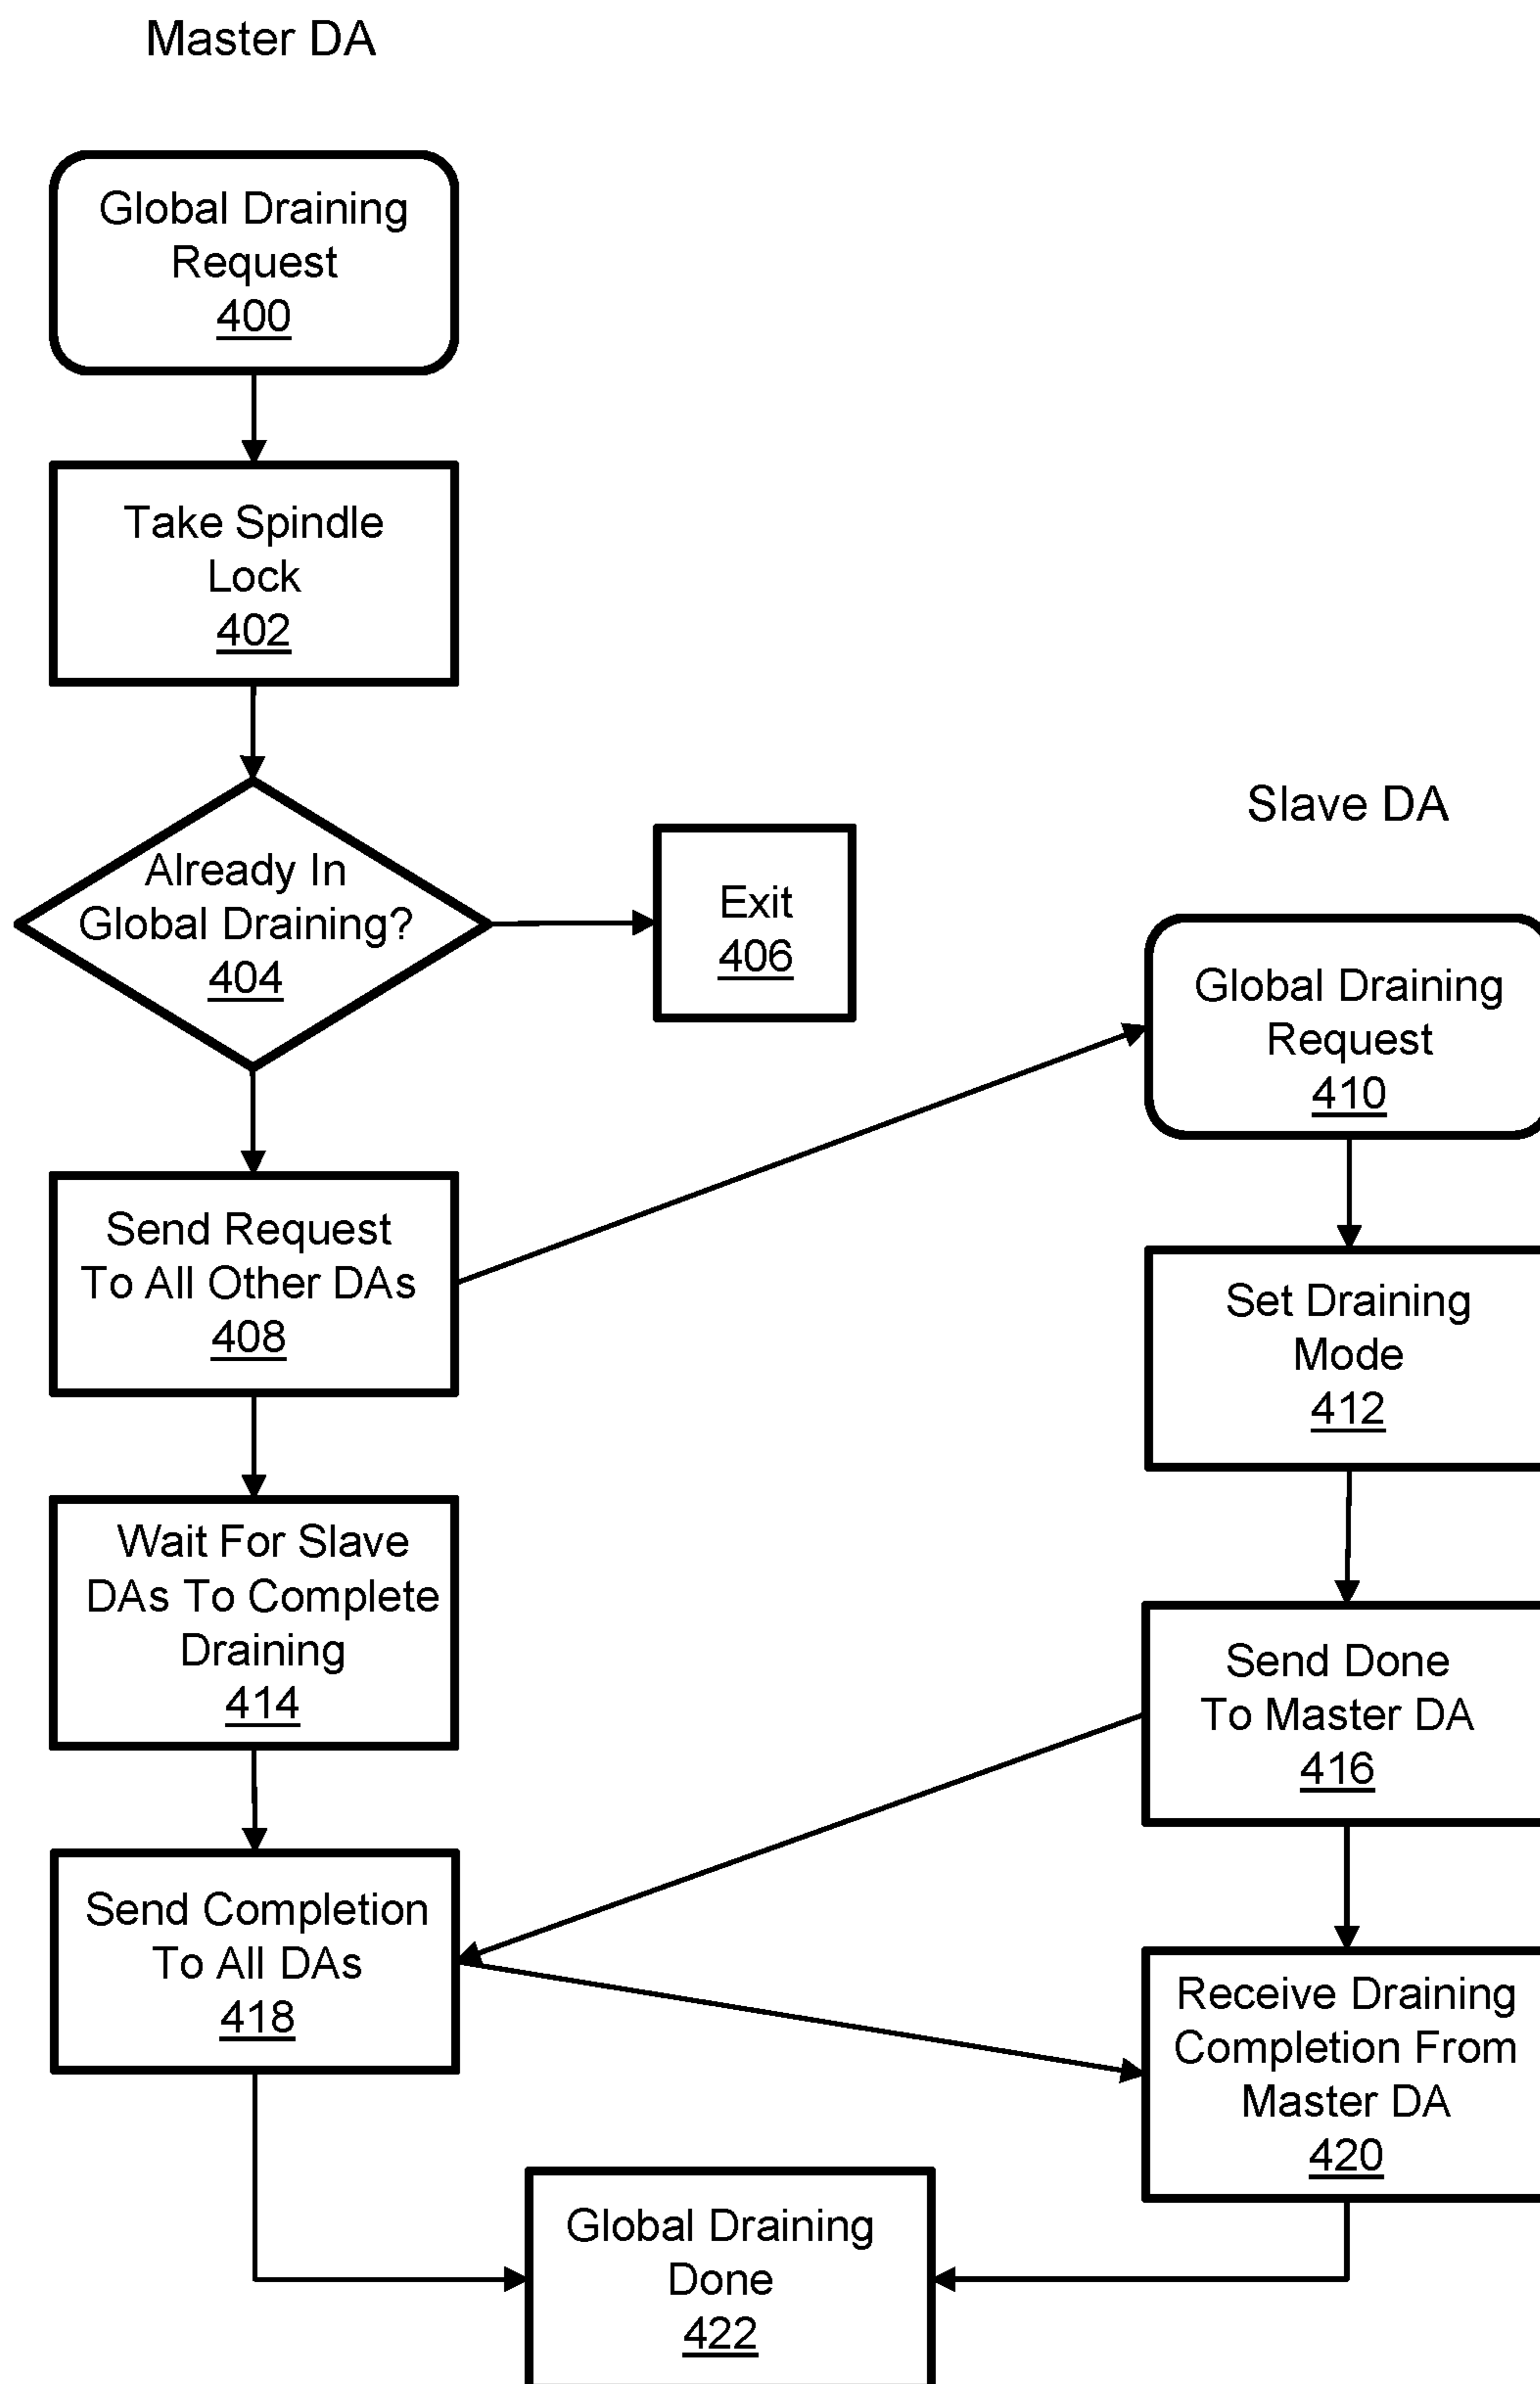 Master DA
Global Draining
Request
400
Take Spindle
Lock
402
Already In
Global Draining?
404
Exit
406
Send Request
To All Other DAs
408
Wait For Slave
DAs To Complete
Draining
414
Send Completion
To All DAs
418
Slave DA
Global Draining
Request
410
Set Draining
Mode
412
Send Done
To Master DA
416
Receive Draining
Completion From
Master DA
420
Global Draining
Done
422